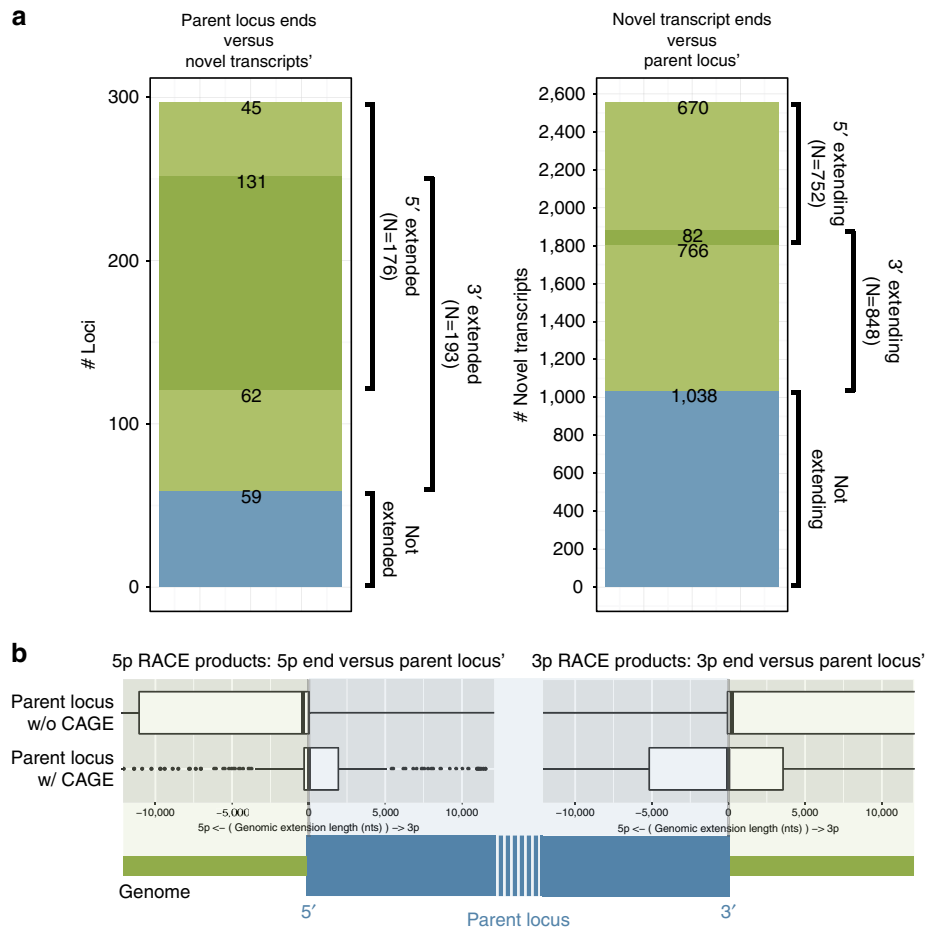 a
Parent locus ends
versus
novel transcripts’
# Loci
300
200
100
0
45
131
62
59
5′ extended
(N=176)
3′ extended
(N=193)
Not
extended
Novel transcript ends
versus
parent locus’
# Novel transcripts
2,600
2,400
2,200
2,000
1,800
1,600
1,400
1,200
1,000
800
600
400
200
0
670
82
766
1,038
5′ extending
(N=752)
3′ extending
(N=848)
Not
extending
b
5p RACE products: 5p end versus parent locus’
3p RACE products: 3p end versus parent locus’
Parent locus
w/o CAGE
Parent locus
w/ CAGE
−10,000 −5,000 0 5,000 10,000
5p <- ( Genomic extension length (nts) ) -> 3p
−10,000 −5,000 0 5,000 10,000
5p <- ( Genomic extension length (nts) ) -> 3p
Genome
5′
Parent locus
3′